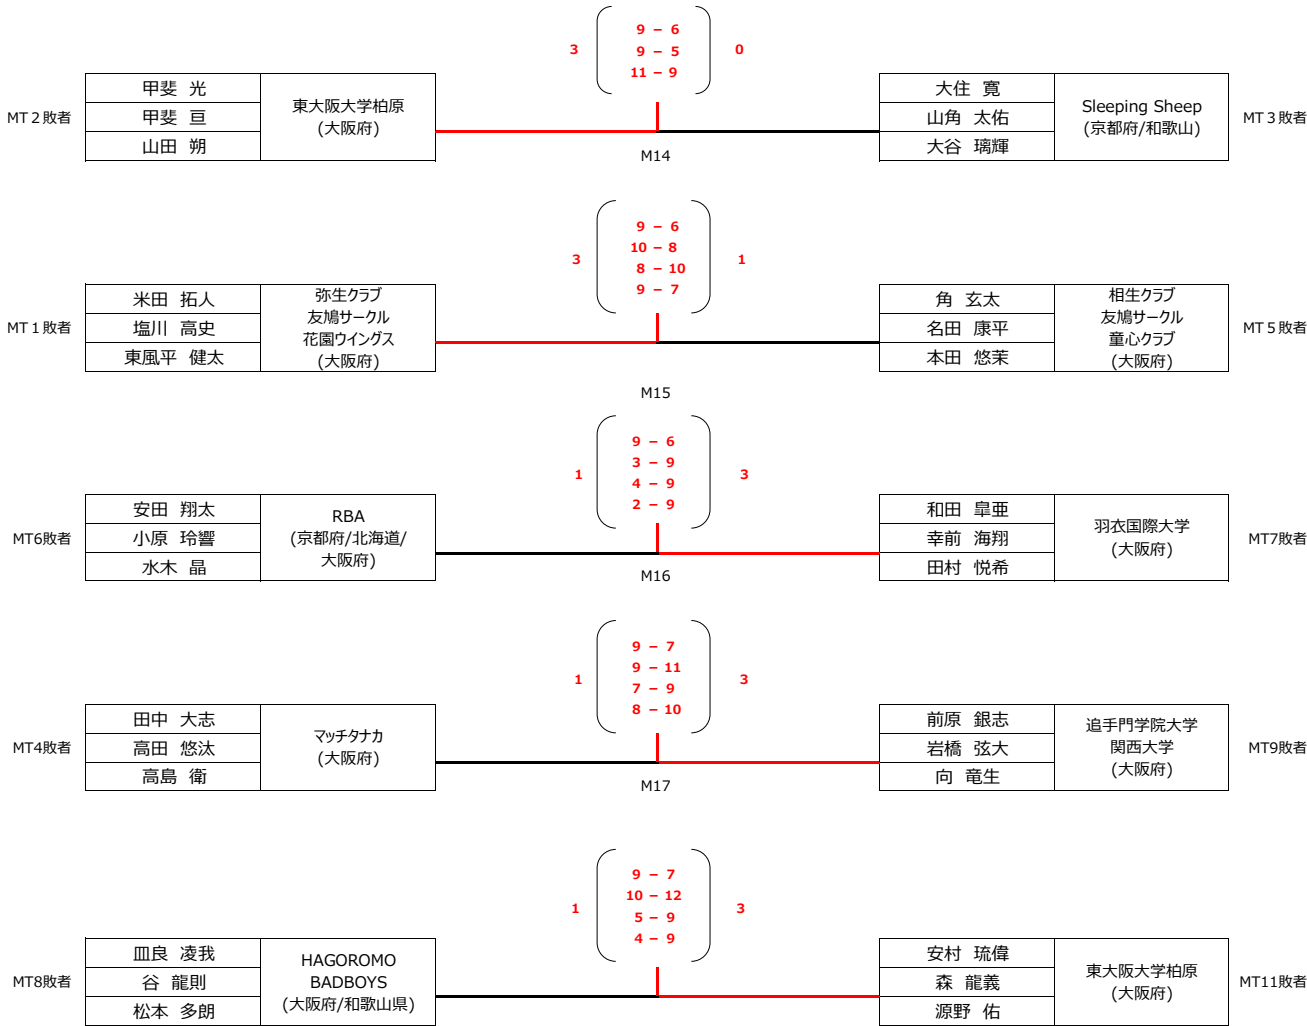 9 – 6
3 9 – 5 0
11 – 9
MT２敗者
甲斐 光
甲斐 亘
山田 朔
東大阪大学柏原
(大阪府)
大住 寛
山角 太佑
大谷 璃輝
Sleeping Sheep
(京都府/和歌山)
MT３敗者
M14
9 – 6
10 – 8
3 8 – 10 1
9 – 7
MT１敗者
米田 拓人
塩川 高史
東風平 健太
弥生クラブ
友鳩サークル
花園ウイングス
(大阪府)
角 玄太
名田 康平
本田 悠茉
相生クラブ
友鳩サークル
童心クラブ
(大阪府)
MT５敗者
M15
9 – 6
3 – 9
1 4 – 9 3
2 – 9
MT6敗者
安田 翔太
小原 玲響
水木 晶
RBA
(京都府/北海道/
大阪府)
和田 皐亜
幸前 海翔
田村 悦希
羽衣国際大学
(大阪府)
MT7敗者
M16
9 – 7
9 – 11
1 7 – 9 3
8 – 10
MT4敗者
田中 大志
高田 悠汰
高島 衛
マッチタナカ
(大阪府)
前原 銀志
岩橋 弦大
向 竜生
追手門学院大学
関西大学
(大阪府)
MT9敗者
M17
9 – 7
10 – 12
1 5 – 9 3
4 – 9
MT8敗者
皿良 凌我
谷 龍則
松本 多朗
HAGOROMO
BADBOYS
(大阪府/和歌山県)
安村 琉偉
森 龍義
源野 佑
東大阪大学柏原
(大阪府)
MT11敗者